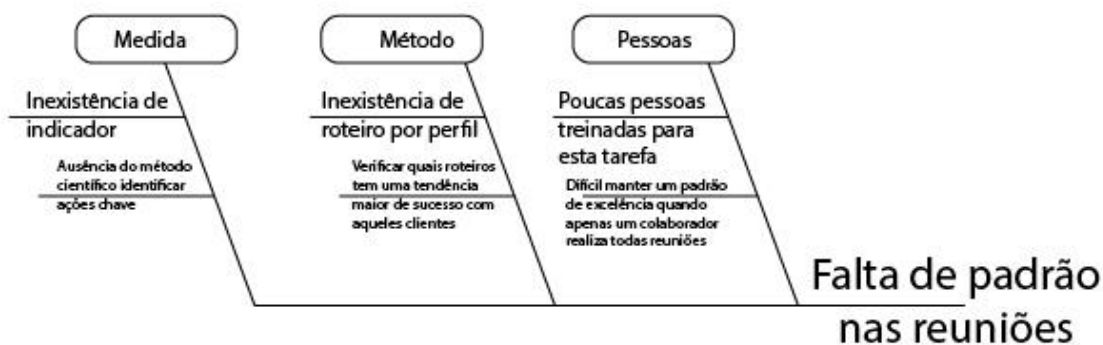 Medida
Método
Pessoas
Inexistência de
indicador
Ausência do método
científico identificar
ações chave
Inexistência de
roteiro por perfil
Verificar quais roteiros
tem uma tendência
maior de sucesso com
aqueles clientes
Poucas pessoas
treinadas para
esta tarefa
Difícil manter um padrão
de excelência quando
apenas um colaborador
realiza todas reuniões
Falta de padrão
nas reuniões